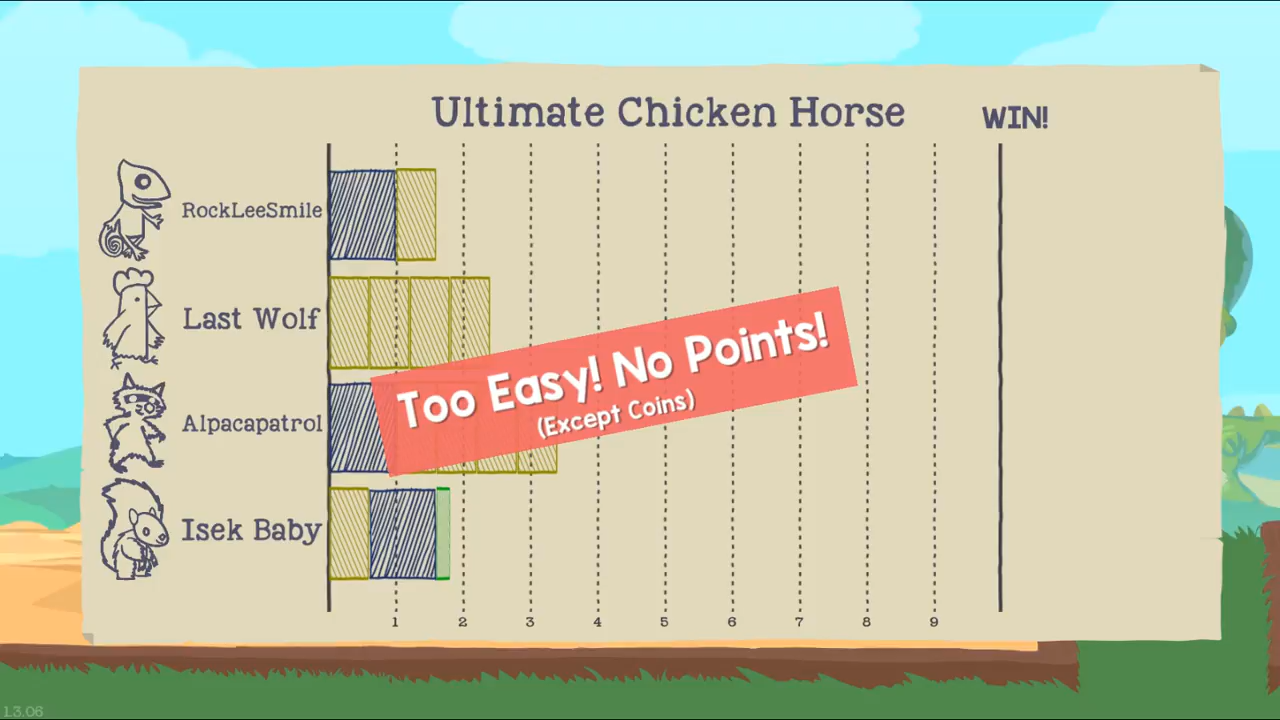 Ultimate Chicken Horse
WIN!
RockLeeSmile
Last Wolf
Too Easy! No Points!
(Except Coins)
Alpacapatrol
Isek Baby
1 2 3 4 5 6 7 8 9
1.3.06